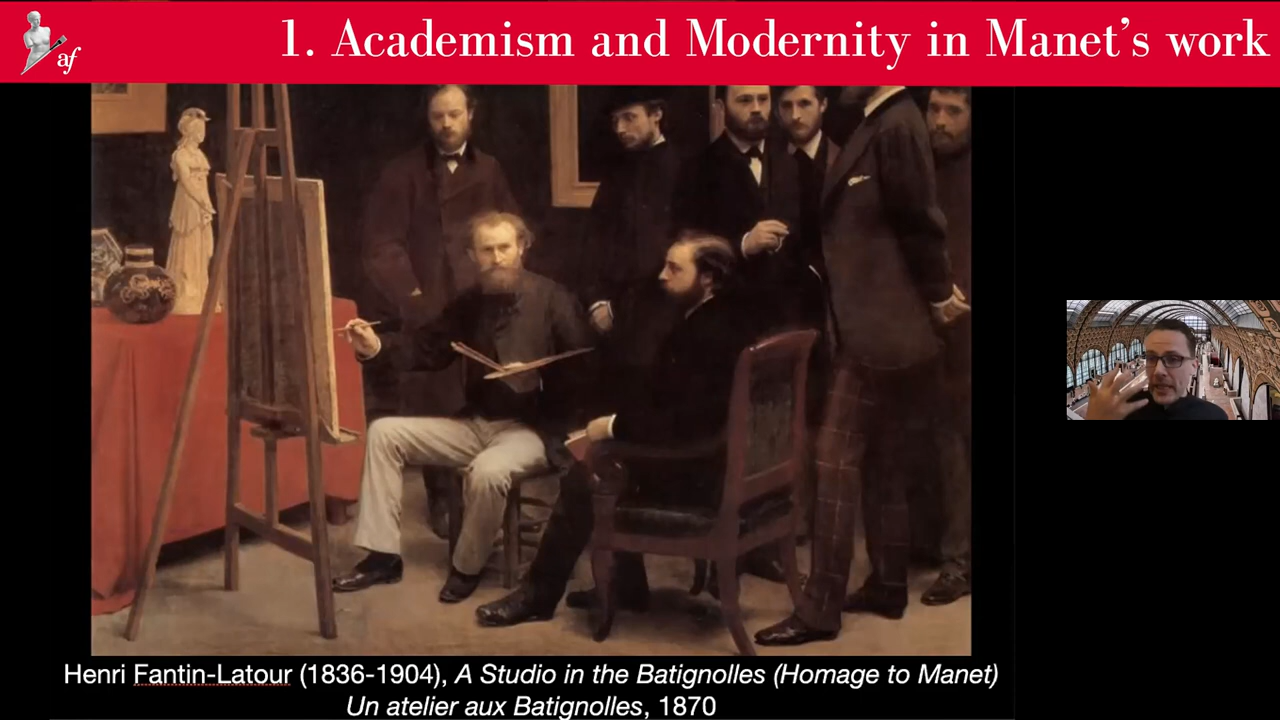 af
1. Academism and Modernity in Manet’s work
Henri Fantin-Latour (1836-1904), A Studio in the Batignolles (Homage to Manet)
Un atelier aux Batignolles, 1870